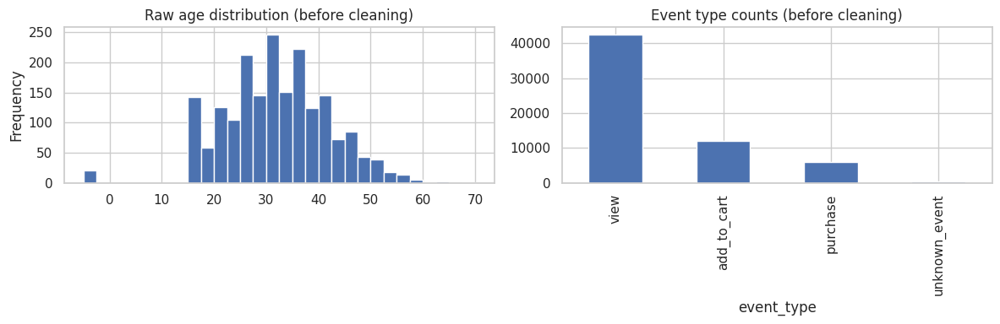 Raw age distribution (before cleaning)
Frequency
250
200
150
100
50
0
0 10 20 30 40 50 60 70
Event type counts (before cleaning)
40000
30000
20000
10000
0
view
add_to_cart
purchase
unknown_event
event_type